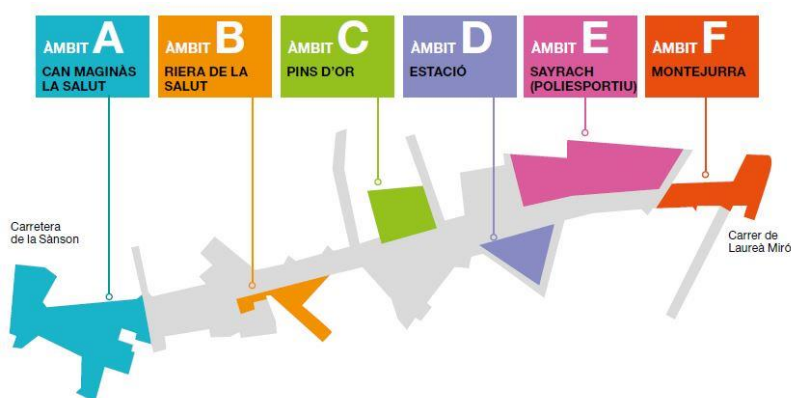 ÀMBIT A
CAN MAGINÀS
LA SALUT
ÀMBIT B
RIERA DE LA
SALUT
ÀMBIT C
PINS D'OR
ÀMBIT D
ESTACIÓ
ÀMBIT E
SAYRACH
(POLIESPORTIU)
ÀMBIT F
MONTEJURRA
Carretera
de la Sànson
Carrer de
Laureà Miró